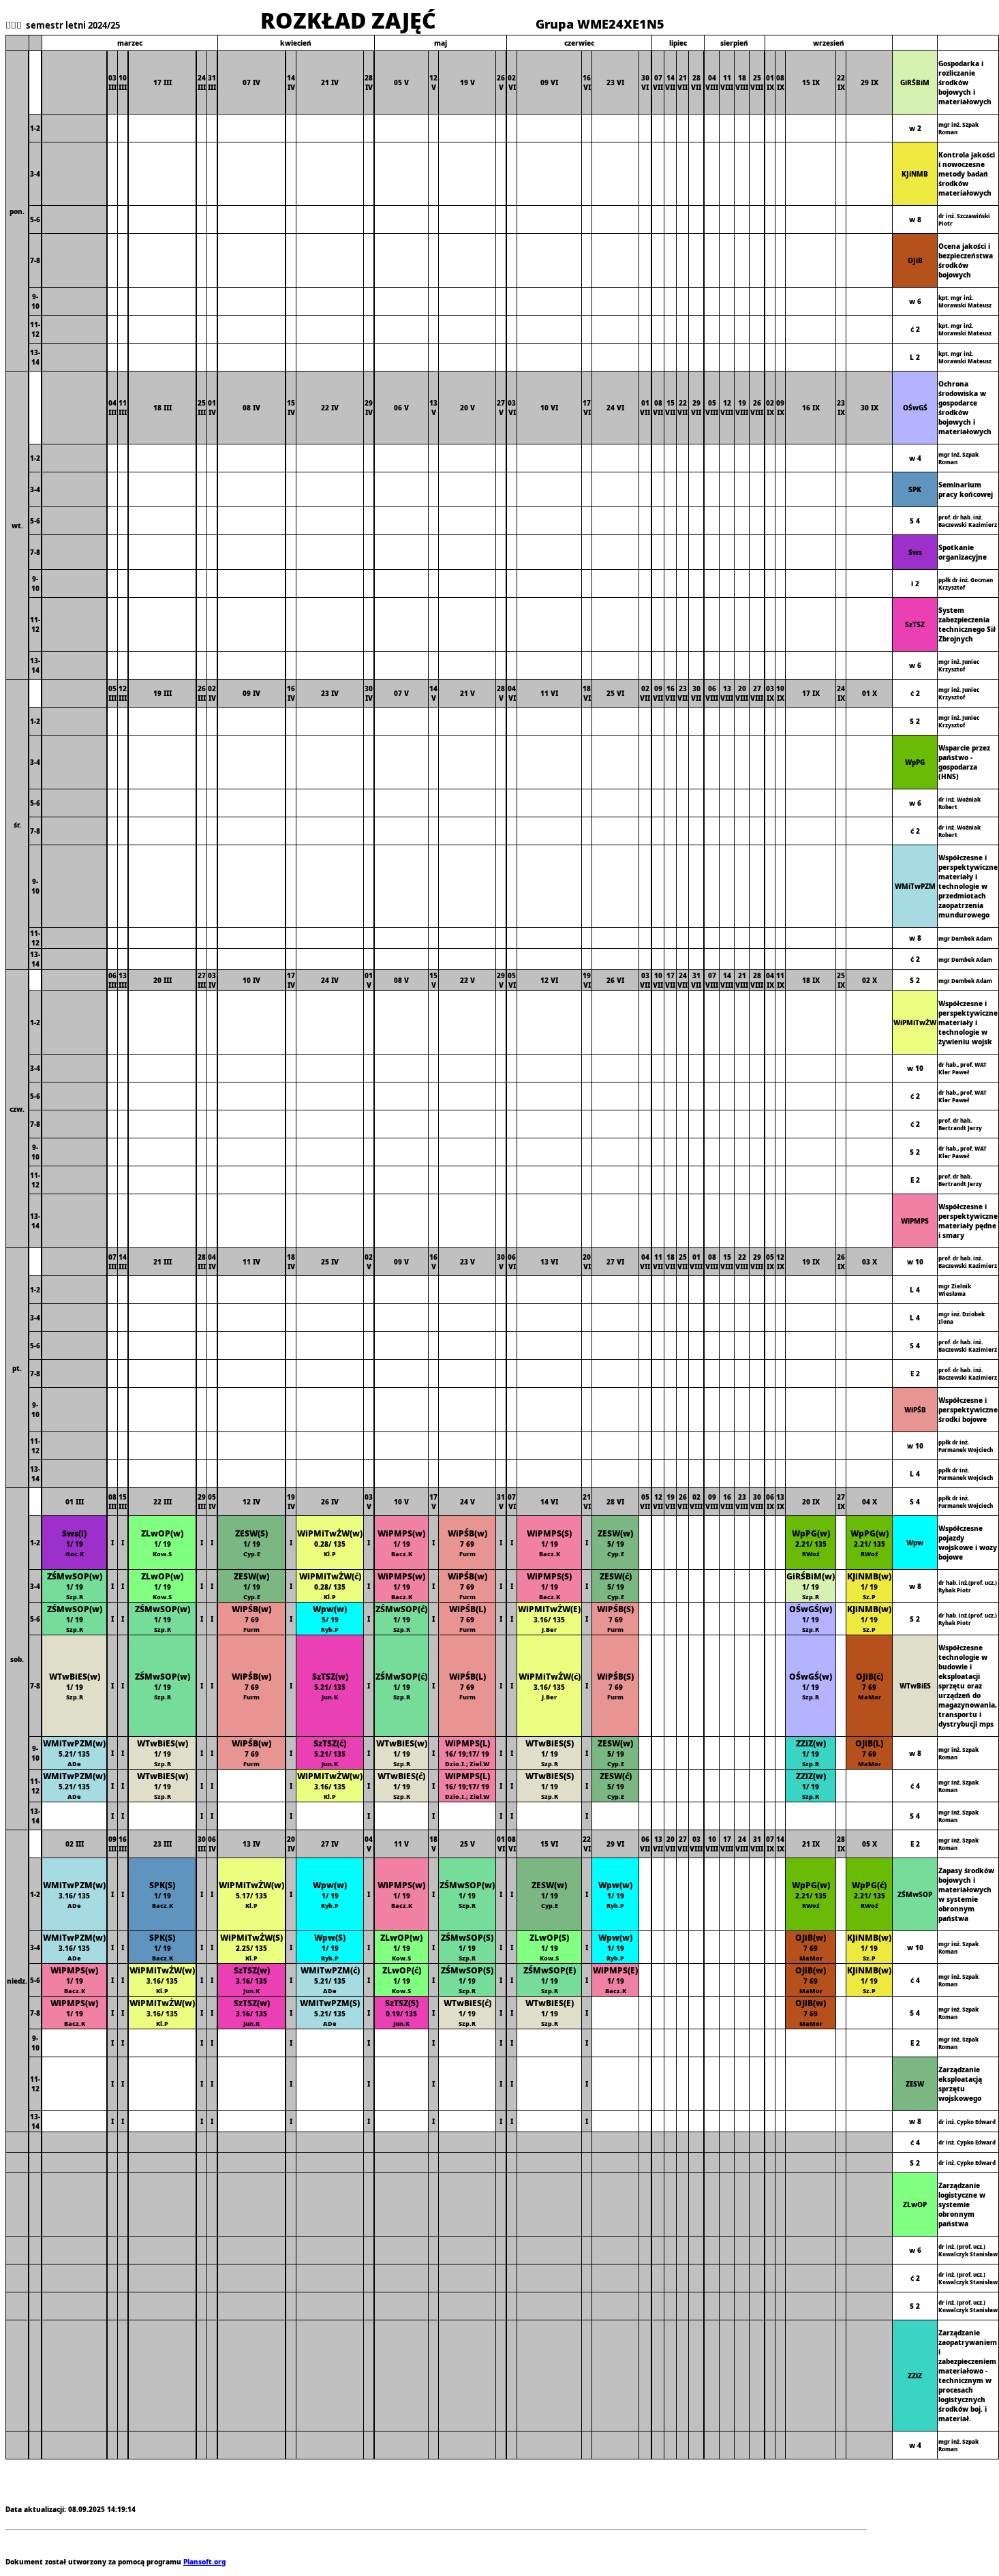 semestr letni 2024/25 ROZKŁAD ZAJĘĆ Grupa WME24XE1N5
marzec kwiecień maj czerwiec lipiec sierpień wrzesień
pon. 03 III 10 III 17 III 24 III 31 III 07 IV 14 IV 21 IV 28 IV 05 V 12 V 19 V 26 V 02 VI 09 VI 16 VI 23 VI 30 VI 07 VII 14 VII 21 VII 28 VII 04 VIII 11 VIII 18 VIII 25 VIII 01 IX 08 IX 15 IX 22 IX 29 IX GiRŚBiM Gospodarka i rozliczanie środków bojowych i materiałowych
1-2 w 2 mgr inż. Szpak Roman
3-4 KJiNMB Kontrola jakości i nowoczesne metody badań środków materiałowych
5-6 w 8 dr inż. Szczawiński Piotr
7-8 OJiB Ocena jakości i bezpieczeństwa środków bojowych
9-10 w 6 kpt. mgr inż. Morawski Mateusz
11-12 ć 2 kpt. mgr inż. Morawski Mateusz
13-14 L 2 kpt. mgr inż. Morawski Mateusz
wt. 04 III 11 III 18 III 25 III 01 IV 08 IV 15 IV 22 IV 29 IV 06 V 13 V 20 V 27 V 03 VI 10 VI 17 VI 24 VI 01 VII 08 VII 15 VII 22 VII 29 VII 05 VIII 12 VIII 19 VIII 26 VIII 02 IX 09 IX 16 IX 23 IX 30 IX OŚwGŚ Ochrona środowiska w gospodarce środków bojowych i materiałowych
1-2 w 4 mgr inż. Szpak Roman
3-4 SPK Seminarium pracy końcowej
5-6 S 4 prof. dr hab. inż. Baczewski Kazimierz
7-8 Sws Spotkanie organizacyjne
9-10 i 2 ppłk dr inż. Gocman Krzysztof
11-12 SzTSZ System zabezpieczenia technicznego Sił Zbrojnych
13-14 w 6 mgr inż. Juniec Krzysztof
śr. 05 III 12 III 19 III 26 III 02 IV 09 IV 16 IV 23 IV 30 IV 07 V 14 V 21 V 28 V 04 VI 11 VI 18 VI 25 VI 02 VII 09 VII 16 VII 23 VII 30 VII 06 VIII 13 VIII 20 VIII 27 VIII 03 IX 10 IX 17 IX 24 IX 01 X ć 2 mgr inż. Juniec Krzysztof
1-2 S 2 mgr inż. Juniec Krzysztof
3-4 WpPG Wsparcie przez państwo - gospodarza (HNS)
5-6 w 6 dr inż. Woźniak Robert
7-8 ć 2 dr inż. Woźniak Robert
9-10 WMiTwPZM Współczesne i perspektywiczne materiały i technologie w przedmiotach zaopatrzenia mundurowego
11-12 w 8 mgr Dembek Adam
13-14 ć 2 mgr Dembek Adam
czw. 06 III 13 III 20 III 27 III 03 IV 10 IV 17 IV 24 IV 01 V 08 V 15 V 22 V 29 V 05 VI 12 VI 19 VI 26 VI 03 VII 10 VII 17 VII 24 VII 31 VII 07 VIII 14 VIII 21 VIII 28 VIII 04 IX 11 IX 18 IX 25 IX 02 X S 2 mgr Dembek Adam
1-2 WiPMiTwŻW Współczesne i perspektywiczne materiały i technologie w żywieniu wojsk
3-4 w 10 dr hab., prof. WAT Kler Paweł
5-6 ć 2 dr hab., prof. WAT Kler Paweł
7-8 ć 2 prof. dr hab. Bertrandt Jerzy
9-10 S 2 dr hab., prof. WAT Kler Paweł
11-12 E 2 prof. dr hab. Bertrandt Jerzy
13-14 WiPMPS Współczesne i perspektywiczne materiały pędne i smary
pt. 07 III 14 III 21 III 28 III 04 IV 11 IV 18 IV 25 IV 02 V 09 V 16 V 23 V 30 V 06 VI 13 VI 20 VI 27 VI 04 VII 11 VII 18 VII 25 VII 01 VIII 08 VIII 15 VIII 22 VIII 29 VIII 05 IX 12 IX 19 IX 26 IX 03 X w 10 prof. dr hab. inż. Baczewski Kazimierz
1-2 L 4 mgr Zielnik Wiesława
3-4 L 4 mgr inż. Dziobek Ilona
5-6 S 4 prof. dr hab. inż. Baczewski Kazimierz
7-8 E 2 prof. dr hab. inż. Baczewski Kazimierz
9-10 WiPŚB Współczesne i perspektywiczne środki bojowe
11-12 w 10 ppłk dr inż. Furmanek Wojciech
13-14 L 4 ppłk dr inż. Furmanek Wojciech
sob. 01 III 08 III 15 III 22 III 29 III 05 IV 12 IV 19 IV 26 IV 03 V 10 V 17 V 24 V 31 V 07 VI 14 VI 21 VI 28 VI 05 VII 12 VII 19 VII 26 VII 02 VIII 09 VIII 16 VIII 23 VIII 30 VIII 06 IX 13 IX 20 IX 27 IX 04 X S 4 ppłk dr inż. Furmanek Wojciech
1-2 Sws(i) 1/ 19 Goc.K I I ZLwOP(w) 1/ 19 Kow.S I I ZESW(S) 1/ 19 Cyp.E I WiPMiTwŻW(w) 0.28/ 135 Kl.P I WiPMPS(w) 1/ 19 Bacz.K I WiPŚB(w) 7 69 Furm I I WiPMPS(S) 1/ 19 Bacz.K I ZESW(w) 5/ 19 Cyp.E WpPG(w) 2.21/ 135 RWoź WpPG(w) 2.21/ 135 RWoź Wpw Współczesne pojazdy wojskowe i wozy bojowe
3-4 ZŚMwSOP(w) 1/ 19 Szp.R I I ZLwOP(w) 1/ 19 Kow.S I I ZESW(w) 1/ 19 Cyp.E I WiPMiTwŻW(ć) 0.28/ 135 Kl.P I WiPMPS(w) 1/ 19 Bacz.K I WiPŚB(w) 7 69 Furm I I WiPMPS(S) 1/ 19 Bacz.K I ZESW(ć) 5/ 19 Cyp.E GiRŚBiM(w) 1/ 19 Szp.R KJiNMB(w) 1/ 19 Sz.P w 8 dr hab. inż.(prof. ucz.) Rybak Piotr
5-6 ZŚMwSOP(w) 1/ 19 Szp.R I I ZŚMwSOP(w) 1/ 19 Szp.R I I WiPŚB(w) 7 69 Furm I Wpw(w) 5/ 19 Ryb.P I ZŚMwSOP(ć) 1/ 19 Szp.R I WiPŚB(L) 7 69 Furm I I WiPMiTwŻW(E) 3.16/ 135 J.Ber I WiPŚB(S) 7 69 Furm OŚwGŚ(w) 1/ 19 Szp.R KJiNMB(w) 1/ 19 Sz.P S 2 dr hab. inż.(prof. ucz.) Rybak Piotr
7-8 WTwBiES(w) 1/ 19 Szp.R I I ZŚMwSOP(w) 1/ 19 Szp.R I I WiPŚB(w) 7 69 Furm I SzTSZ(w) 5.21/ 135 Jun.K I ZŚMwSOP(ć) 1/ 19 Szp.R I WiPŚB(L) 7 69 Furm I I WiPMiTwŻW(ć) 3.16/ 135 J.Ber I WiPŚB(S) 7 69 Furm OŚwGŚ(w) 1/ 19 Szp.R OJiB(ć) 7 69 MaMor WTwBiES Współczesne technologie w budowie i eksploatacji sprzętu oraz urządzeń do magazynowania, transportu i dystrybucji mps
9-10 WMiTwPZM(w) 5.21/ 135 ADe I I WTwBiES(w) 1/ 19 Szp.R I I WiPŚB(w) 7 69 Furm I SzTSZ(ć) 5.21/ 135 Jun.K I WTwBiES(w) 1/ 19 Szp.R I WiPMPS(L) 16/ 19;17/ 19 Dzio.I.; Ziel.W I I WTwBiES(S) 1/ 19 Szp.R I ZESW(w) 5/ 19 Cyp.E ZZiZ(w) 1/ 19 Szp.R OJiB(L) 7 69 MaMor w 8 mgr inż. Szpak Roman
11-12 WMiTwPZM(w) 5.21/ 135 ADe I I WTwBiES(w) 1/ 19 Szp.R I I I WiPMiTwŻW(w) 3.16/ 135 Kl.P I WTwBiES(ć) 1/ 19 Szp.R I WiPMPS(L) 16/ 19;17/ 19 Dzio.I.; Ziel.W I I WTwBiES(S) 1/ 19 Szp.R I ZESW(ć) 5/ 19 Cyp.E ZZiZ(w) 1/ 19 Szp.R ć 4 mgr inż. Szpak Roman
13-14 I I I I I I I I I I S 4 mgr inż. Szpak Roman
niedz. 02 III 09 III 16 III 23 III 30 III 06 IV 13 IV 20 IV 27 IV 04 V 11 V 18 V 25 V 01 VI 08 VI 15 VI 22 VI 29 VI 06 VII 13 VII 20 VII 27 VII 03 VIII 10 VIII 17 VIII 24 VIII 31 VIII 07 IX 14 IX 21 IX 28 IX 05 X E 2 mgr inż. Szpak Roman
1-2 WMiTwPZM(w) 3.16/ 135 ADe I I SPK(S) 1/ 19 Bacz.K I I WiPMiTwŻW(w) 5.17/ 135 Kl.P I Wpw(w) 1/ 19 Ryb.P I WiPMPS(w) 1/ 19 Bacz.K I ZŚMwSOP(w) 1/ 19 Szp.R I I ZESW(w) 1/ 19 Cyp.E I Wpw(w) 1/ 19 Ryb.P WpPG(w) 2.21/ 135 RWoź WpPG(ć) 2.21/ 135 RWoź ZŚMwSOP Zapasy środków bojowych i materiałowych w systemie obronnym państwa
3-4 WMiTwPZM(w) 3.16/ 135 ADe I I SPK(S) 1/ 19 Bacz.K I I WiPMiTwŻW(S) 2.25/ 135 Kl.P I Wpw(S) 1/ 19 Ryb.P I ZLwOP(w) 1/ 19 Kow.S I ZŚMwSOP(S) 1/ 19 Szp.R I I ZLwOP(S) 1/ 19 Kow.S I Wpw(w) 1/ 19 Ryb.P OJiB(w) 7 69 MaMor KJiNMB(w) 1/ 19 Sz.P w 10 mgr inż. Szpak Roman
5-6 WiPMPS(w) 1/ 19 Bacz.K I I WiPMiTwŻW(w) 3.16/ 135 Kl.P I I SzTSZ(w) 3.16/ 135 Jun.K I WMiTwPZM(ć) 5.21/ 135 ADe I ZLwOP(ć) 1/ 19 Kow.S I ZŚMwSOP(S) 1/ 19 Szp.R I I ZŚMwSOP(E) 1/ 19 Szp.R I WiPMPS(E) 1/ 19 Bacz.K OJiB(w) 7 69 MaMor KJiNMB(w) 1/ 19 Sz.P ć 4 mgr inż. Szpak Roman
7-8 WiPMPS(w) 1/ 19 Bacz.K I I WiPMiTwŻW(w) 3.16/ 135 Kl.P I I SzTSZ(w) 3.16/ 135 Jun.K I WMiTwPZM(S) 5.21/ 135 ADe I SzTSZ(S) 0.19/ 135 Jun.K I WTwBiES(ć) 1/ 19 Szp.R I I WTwBiES(E) 1/ 19 Szp.R I OJiB(w) 7 69 MaMor S 4 mgr inż. Szpak Roman
9-10 I I I I I I I I I I E 2 mgr inż. Szpak Roman
11-12 I I I I I I I I I I ZESW Zarządzanie eksploatacją sprzętu wojskowego
13-14 I I I I I I I I I I w 8 dr inż. Cypko Edward
ć 4 dr inż. Cypko Edward
S 2 dr inż. Cypko Edward
ZLwOP Zarządzanie logistyczne w systemie obronnym państwa
w 6 dr inż. (prof. ucz.) Kowalczyk Stanisław
ć 2 dr inż. (prof. ucz.) Kowalczyk Stanisław
S 2 dr inż. (prof. ucz.) Kowalczyk Stanisław
ZZiZ Zarządzanie zaopatrywaniem i zabezpieczeniem materiałowo - technicznym w procesach logistycznych środków boj. i materiał.
w 4 mgr inż. Szpak Roman
Data aktualizacji: 08.09.2025 14:19:14
Dokument został utworzony za pomocą programu Plansoft.org